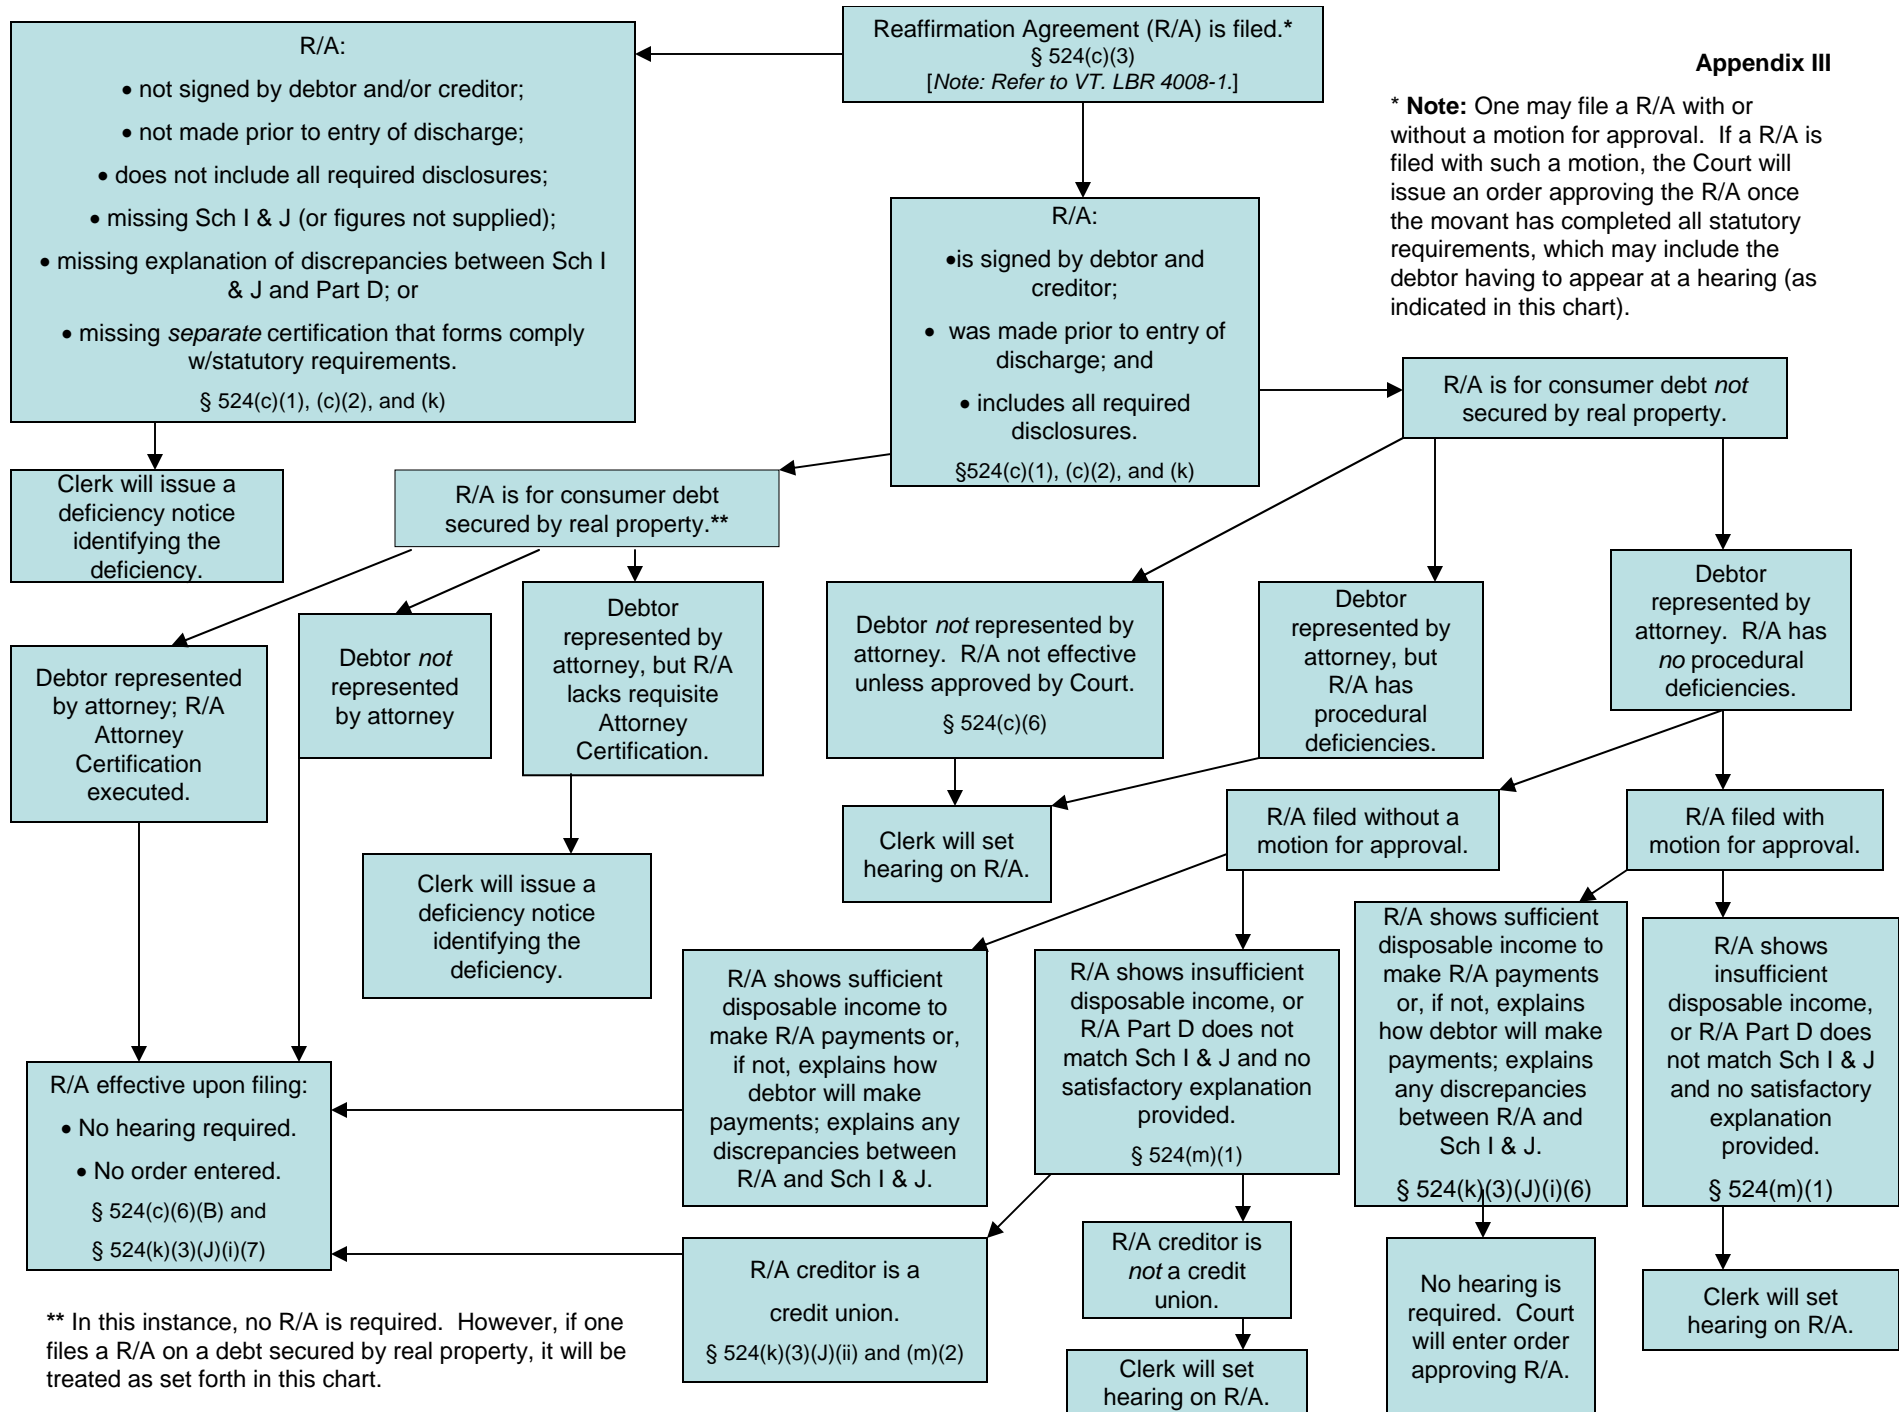 Reaffirmation Agreement (R/A) is filed.*
§ 524(c)(3)
[Note: Refer to VT. LBR 4008-1.]
Appendix III
* Note: One may file a R/A with or
without a motion for approval. If a R/A is
filed with such a motion, the Court will
issue an order approving the R/A once
the movant has completed all statutory
requirements, which may include the
debtor having to appear at a hearing (as
indicated in this chart).
R/A:
• not signed by debtor and/or creditor;
• not made prior to entry of discharge;
• does not include all required disclosures;
• missing Sch I & J (or figures not supplied);
• missing explanation of discrepancies between Sch I
& J and Part D; or
• missing separate certification that forms comply
w/statutory requirements.
§ 524(c)(1), (c)(2), and (k)
R/A:
•is signed by debtor and
creditor;
• was made prior to entry of
discharge; and
• includes all required
disclosures.
§524(c)(1), (c)(2), and (k)
R/A is for consumer debt not
secured by real property.
Clerk will issue a
deficiency notice
identifying the
deficiency.
R/A is for consumer debt
secured by real property.**
Debtor represented
by attorney; R/A
Attorney
Certification
executed.
Debtor not
represented
by attorney
Debtor
represented by
attorney, but R/A
lacks requisite
Attorney
Certification.
Debtor not represented by
attorney. R/A not effective
unless approved by Court.
§ 524(c)(6)
Debtor
represented by
attorney, but
R/A has
procedural
deficiencies.
Debtor
represented by
attorney. R/A has
no procedural
deficiencies.
Clerk will issue a
deficiency notice
identifying the
deficiency.
Clerk will set
hearing on R/A.
R/A filed without a
motion for approval.
R/A filed with
motion for approval.
R/A effective upon filing:
• No hearing required.
• No order entered.
§ 524(c)(6)(B) and
§ 524(k)(3)(J)(i)(7)
R/A shows sufficient
disposable income to
make R/A payments or,
if not, explains how
debtor will make
payments; explains any
discrepancies between
R/A and Sch I & J.
R/A shows insufficient
disposable income, or
R/A Part D does not
match Sch I & J and no
satisfactory explanation
provided.
§ 524(m)(1)
R/A shows sufficient
disposable income to
make R/A payments
or, if not, explains
how debtor will make
payments; explains
any discrepancies
between R/A and
Sch I & J.
§ 524(k)(3)(J)(i)(6)
R/A shows
insufficient
disposable income,
or R/A Part D does
not match Sch I & J
and no satisfactory
explanation
provided.
§ 524(m)(1)
R/A creditor is a
credit union.
§ 524(k)(3)(J)(ii) and (m)(2)
R/A creditor is
not a credit
union.
Clerk will set
hearing on R/A.
No hearing is
required. Court
will enter order
approving R/A.
Clerk will set
hearing on R/A.
** In this instance, no R/A is required. However, if one
files a R/A on a debt secured by real property, it will be
treated as set forth in this chart.